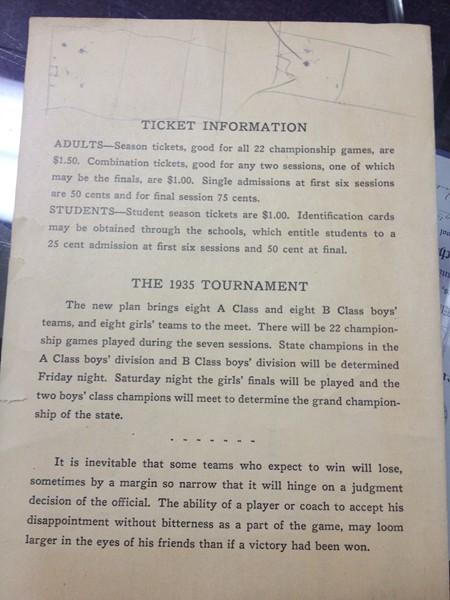 TICKET INFORMATION
ADULTS—Season tickets, good for all 22 championship games, are
$1.50. Combination tickets, good for any two sessions, one of which
may be the finals, are $1.00. Single admissions at first six sessions
are 50 cents and for final session 75 cents.
STUDENTS—Student season tickets are $1.00. Identification cards
may be obtained through the schools, which entitle students to a
25 cent admission at first six sessions and 50 cent at final.
THE 1935 TOURNAMENT
The new plan brings eight A Class and eight B Class boys'
teams, and eight girls' teams to the meet. There will be 22 champion-
ship games played during the seven sessions. State champions in the
A Class boys' division and B Class boys' division will be determined
Friday night. Saturday night the girls' finals will be played and the
two boys' class champions will meet to determine the grand champion-
ship of the state.
- - - - - - -
It is inevitable that some teams who expect to win will lose,
sometimes by a margin so narrow that it will hinge on a judgment
decision of the official. The ability of a player or coach to accept his
disappointment without bitterness as a part of the game, may loom
larger in the eyes of his friends than if a victory had been won.